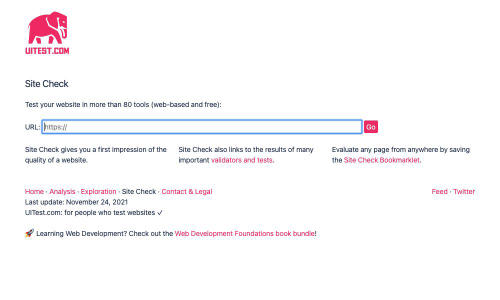 UITEST.COM
Site Check
Test your website in more than 80 tools (web-based and free):
URL: https:// Go
Site Check gives you a first impression of the
quality of a website.
Site Check also links to the results of many
important validators and tests.
Evaluate any page from anywhere by saving
the Site Check Bookmarklet.
Home · Analysis · Exploration · Site Check · Contact & Legal
Feed · Twitter
Last update: November 24, 2021
UITest.com: for people who test websites ✓
🚀 Learning Web Development? Check out the Web Development Foundations book bundle!